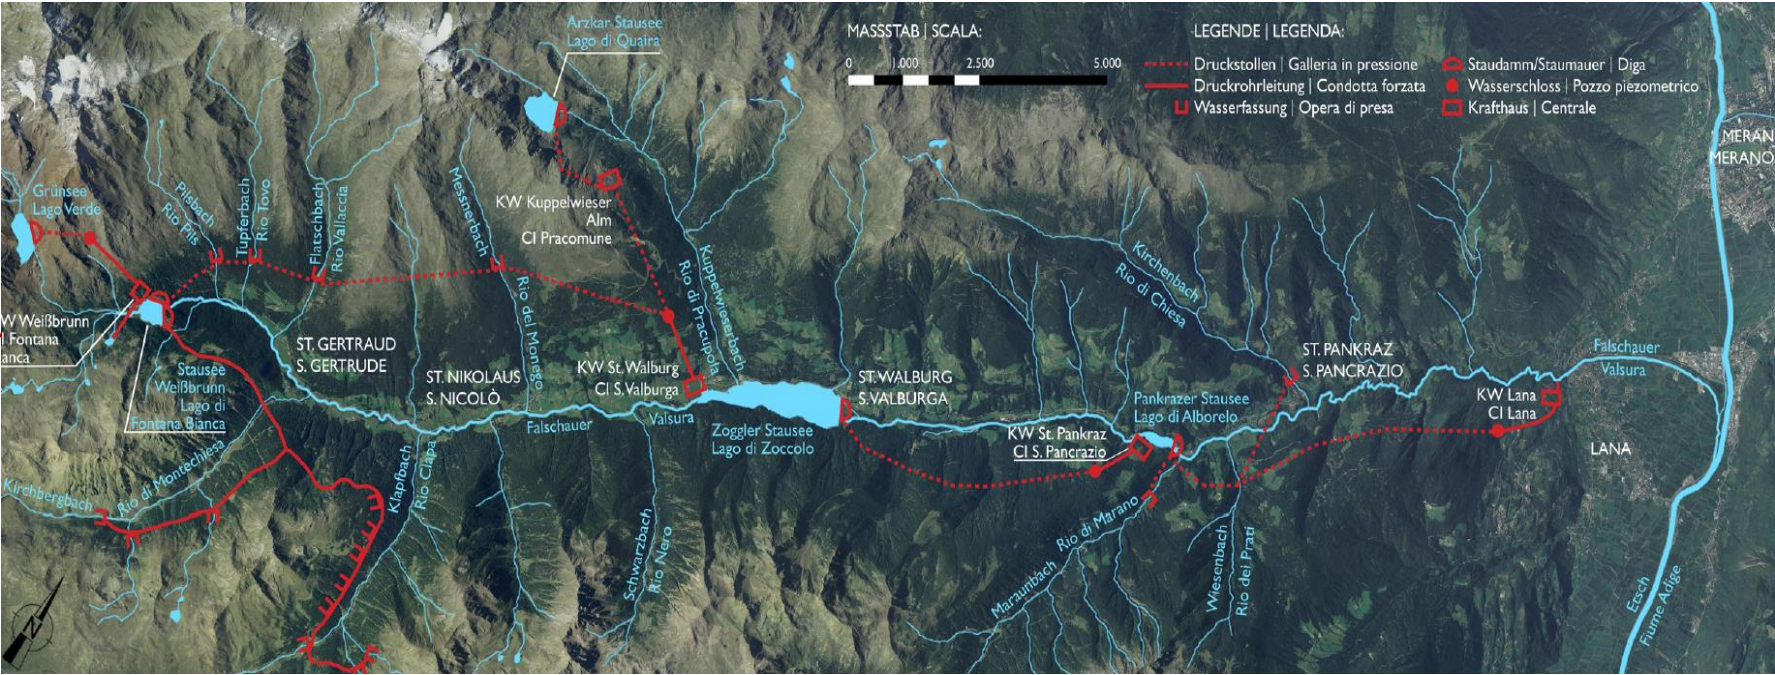 Arzkar Stausee
Lago di Quaira
MASSSTAB | SCALA:
0 1.000 2.500 5.000
LEGENDE | LEGENDA:
Druckstollen | Galleria in pressione
Druckrohrleitung | Condotta forzata
Wasserfassung | Opera di presa
Staudamm/Staumauer | Diga
Wasserschloss | Pozzo piezometrico
Krafthaus | Centrale
MERAN
MERANO
Grünsee
Lago Verde
Pilsbach
Rio Pils
Tupferbach
Rio Tovo
Flatschbach
Rio Vallaccia
Messnerbach
Rio del Monego
KW Kuppelwieser
Alm
CI Pracomune
Kuppelwieserbach
Rio di Pracupola
Kirchenbach
Rio di Chiesa
W Weißbrunn
I Fontana
anca
Stausee
Weißbrunn
Lago di
Fontana Bianca
ST. GERTRAUD
S. GERTRUDE
ST. NIKOLAUS
S. NICOLÒ
KW St. Walburg
CI S. Valburga
Falschauer
Valsura
Zoggler Stausee
Lago di Zoccolo
ST. WALBURG
S. VALBURGA
Pankrazer Stausee
Lago di Alborelo
KW St. Pankraz
CI S. Pancrazio
ST. PANKRAZ
S. PANCRAZIO
Falschauer
Valsura
KW Lana
CI Lana
LANA
Kirchbergbach
Rio di Montechiesa
Klapfbach
Rio Clapa
Schwarzbach
Rio Nero
Maraunbach
Rio di Marano
Wiesenbach
Rio dei Prati
Etsch
Fiume Adige
N